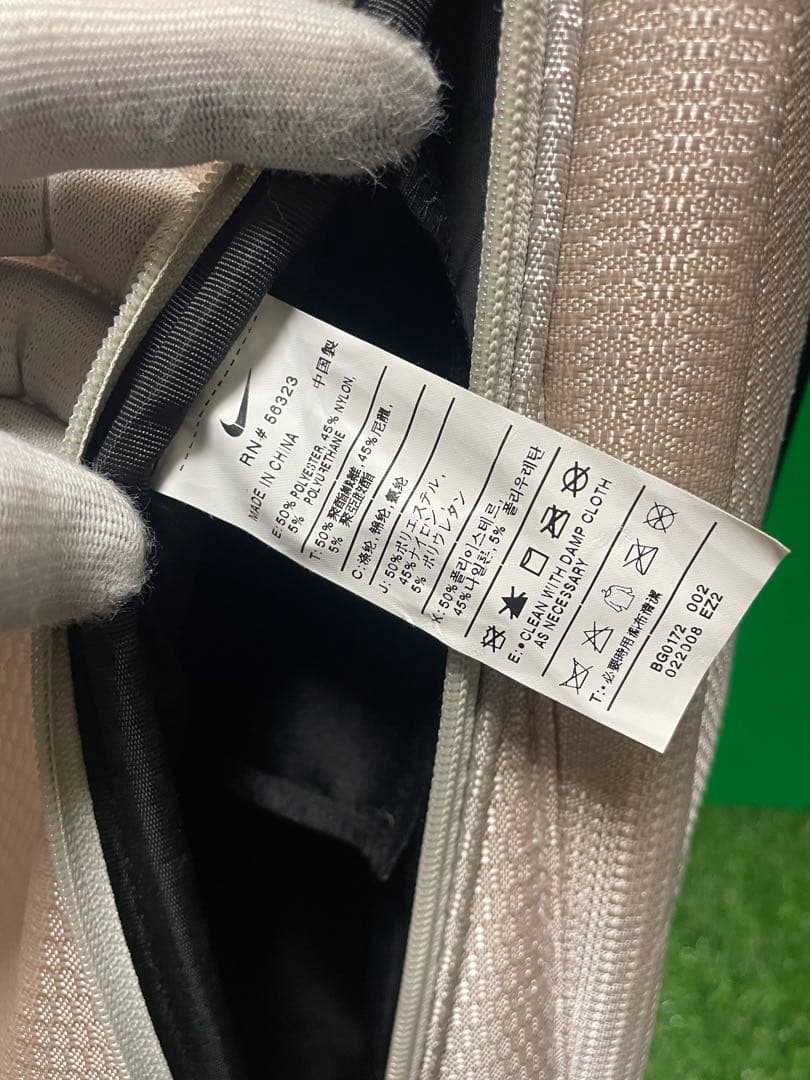 RN# 56323
MADE IN CHINA
中国製
E: 50% POLYESTER, 45% NYLON,
5% POLYURETHANE
T: 50% 聚酯纖維, 45% 尼龍,
5% 聚亞胺酯
C: 涤纶, 锦纶, 氨纶
J: 50%ポリエステル,
45%ナイロン,
5% ポリウレタン
K: 50%폴리에스테르,
45%나일론, 5% 폴리우레탄
E: • CLEAN WITH DAMP CLOTH
AS NECESSARY
T: • 必要時用濕布清潔
BG0172 002
022008 EZ2